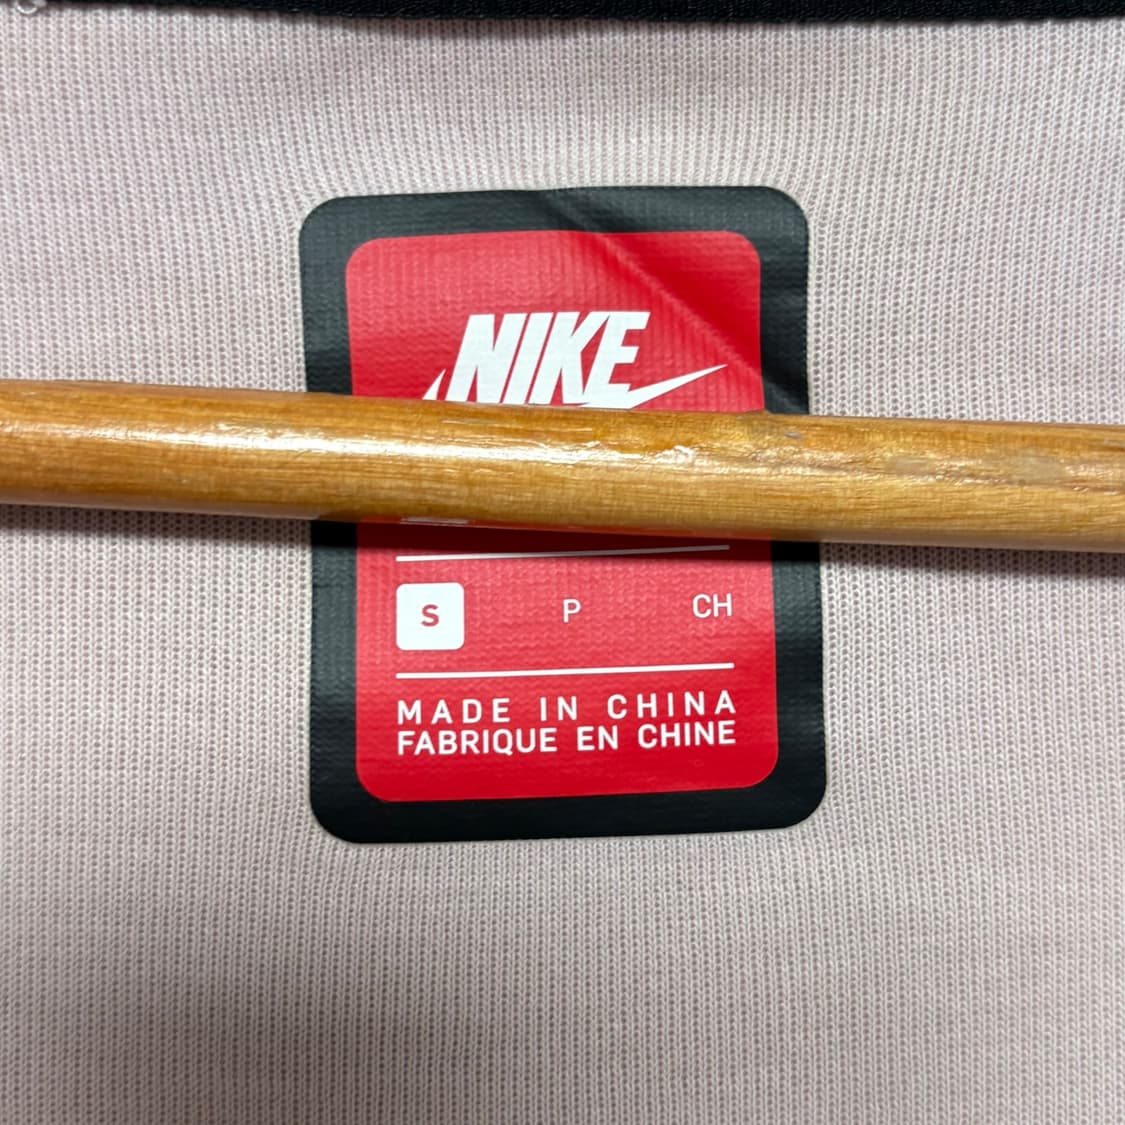 NIKE
S P CH
MADE IN CHINA
FABRIQUE EN CHINE